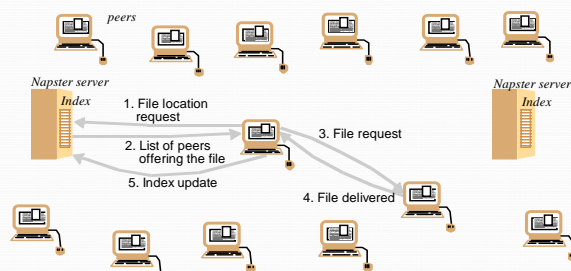 peers
Napster server
Index
Napster server
Index
1. File location
request
2. List of peers
offering the file
3. File request
5. Index update
4. File delivered